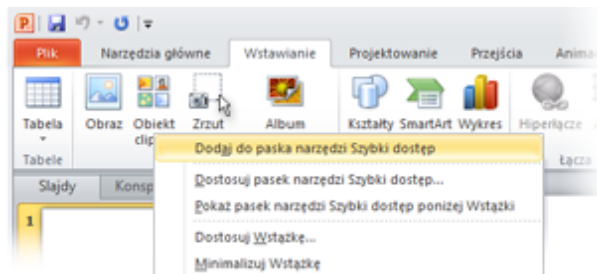 Plik Narzędzia główne Wstawianie Projektowanie Przejścia Anima
Tabela Obraz Obiekt Zrzut Album Kształty SmartArt Wykres Hiperłącze
clip
Tabele Łącza
Dodaj do paska narzędzi Szybki dostęp
Slajdy Konsp
Dostosuj pasek narzędzi Szybki dostęp...
Pokaż pasek narzędzi Szybki dostęp poniżej Wstążki
1
Dostosuj Wstążkę...
Minimalizuj Wstążkę